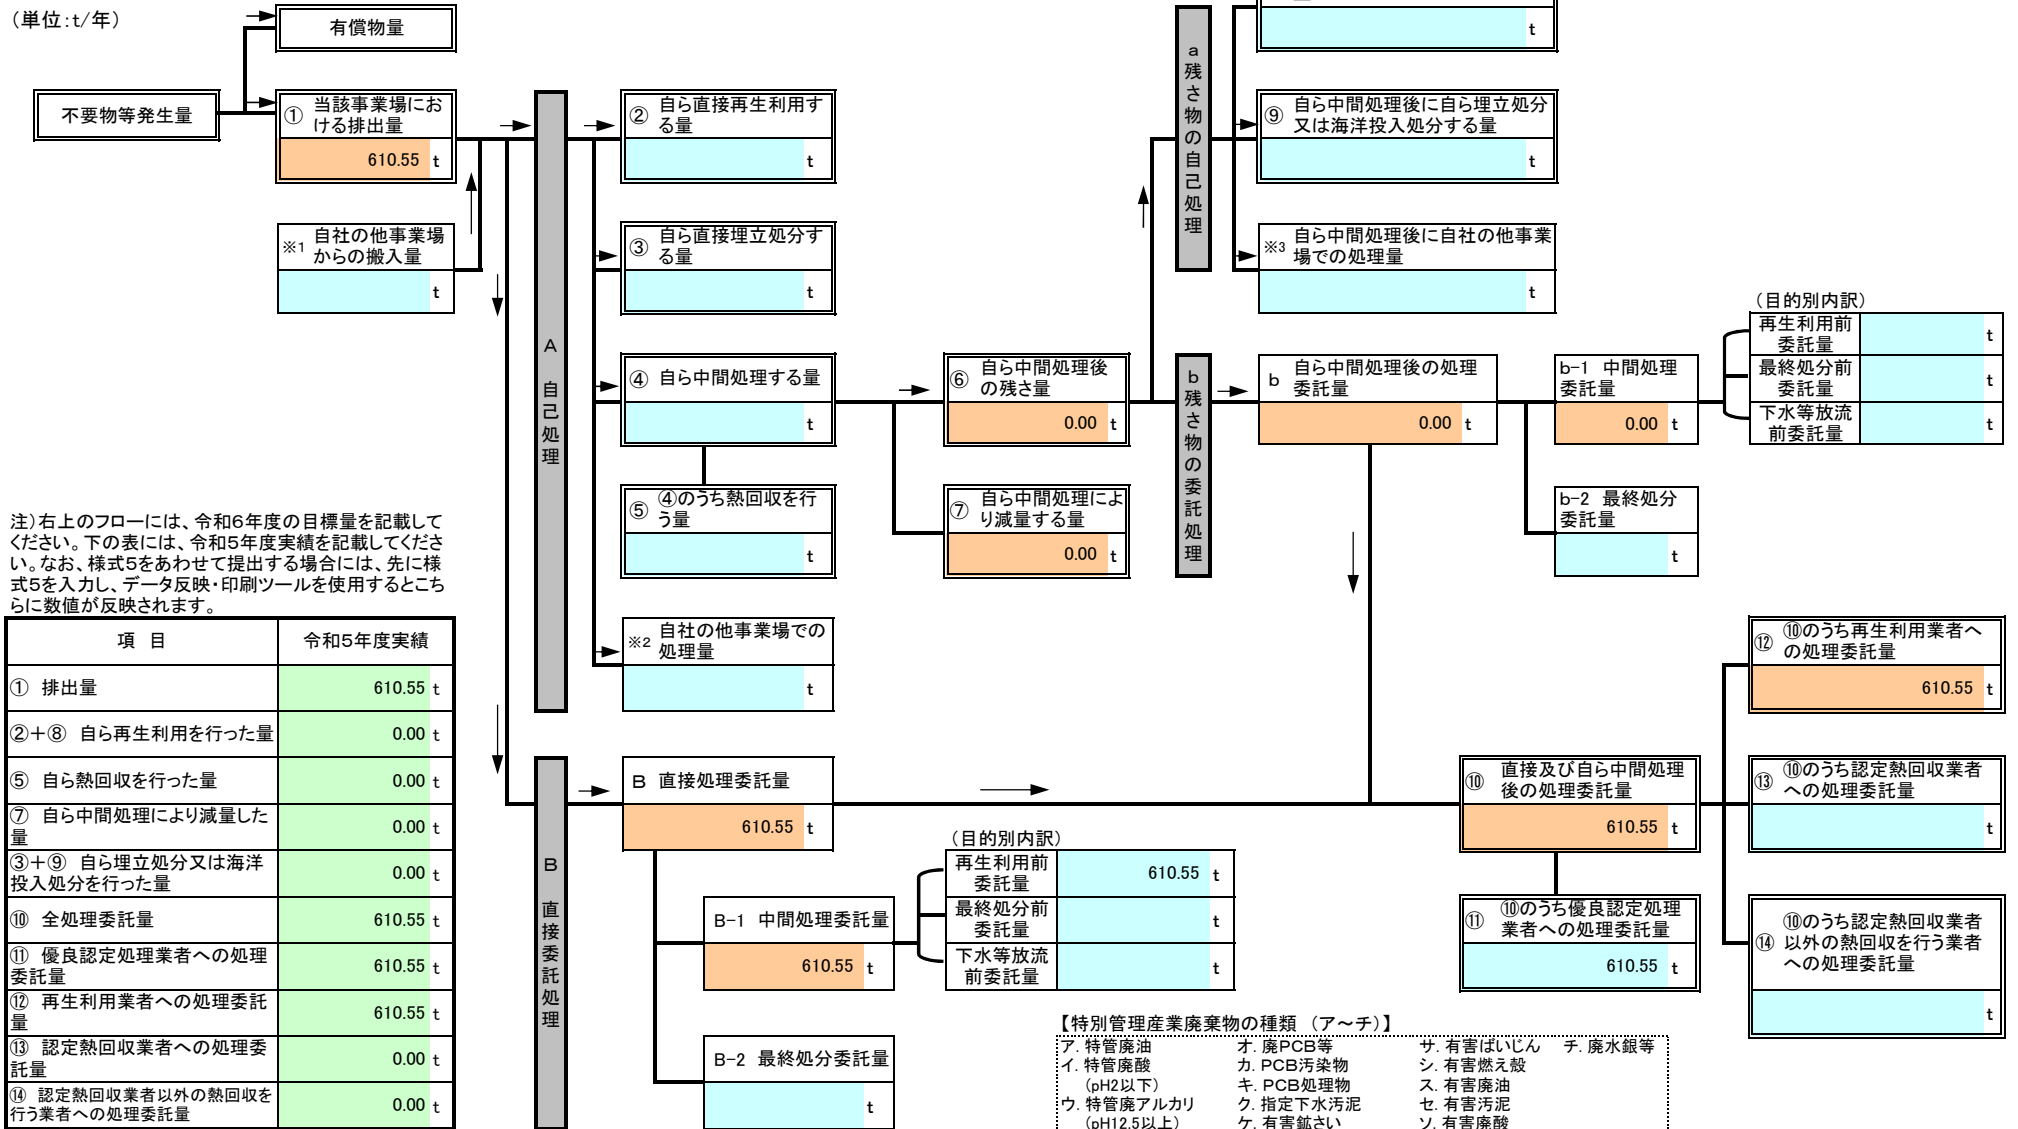 （単位：t/年）
有償物量
不要物等発生量
① 当該事業場にお
ける排出量
610.55 t
※1 自社の他事業場
からの搬入量
t
A 自己処理
② 自ら直接再生利用す
る量
t
③ 自ら直接埋立処分す
る量
t
④ 自ら中間処理する量
t
⑤ ④のうち熱回収を行
う量
t
※2 自社の他事業場での
処理量
t
⑥ 自ら中間処理後
の残さ量
0.00 t
⑦ 自ら中間処理によ
り減量する量
0.00 t
a 残さ物の自己処理
t
⑨ 自ら中間処理後に自ら埋立処分
又は海洋投入処分する量
t
※3 自ら中間処理後に自社の他事業
場での処理量
t
b 残さ物の委託処理
b 自ら中間処理後の処理
委託量
0.00 t
b-1 中間処理
委託量
0.00 t
b-2 最終処分
委託量
t
（目的別内訳）
再生利用前
委託量
t
最終処分前
委託量
t
下水等放流
前委託量
t
注）右上のフローには、令和6年度の目標量を記載して
ください。下の表には、令和5年度実績を記載してくださ
い。なお、様式5をあわせて提出する場合には、先に様
式5を入力し、データ反映・印刷ツールを使用するとこち
らに数値が反映されます。
項 目 令和5年度実績
① 排出量 610.55 t
②＋⑧ 自ら再生利用を行った量 0.00 t
⑤ 自ら熱回収を行った量 0.00 t
⑦ 自ら中間処理により減量した
量 0.00 t
③＋⑨ 自ら埋立処分又は海洋
投入処分を行った量 0.00 t
⑩ 全処理委託量 610.55 t
⑪ 優良認定処理業者への処理
委託量 610.55 t
⑫ 再生利用業者への処理委託
量 610.55 t
⑬ 認定熱回収業者への処理委
託量 0.00 t
⑭ 認定熱回収業者以外の熱回収を
行う業者への処理委託量 0.00 t
B 直接委託処理
B 直接処理委託量
610.55 t
B-1 中間処理委託量
610.55 t
B-2 最終処分委託量
t
（目的別内訳）
再生利用前
委託量
610.55 t
最終処分前
委託量
t
下水等放流
前委託量
t
⑩ 直接及び自ら中間処理
後の処理委託量
610.55 t
⑪ ⑩のうち優良認定処理
業者への処理委託量
610.55 t
⑫ ⑩のうち再生利用業者へ
の処理委託量
610.55 t
⑬ ⑩のうち認定熱回収業者
への処理委託量
t
⑭ ⑩のうち認定熱回収業者
以外の熱回収を行う業者
への処理委託量
t
【特別管理産業廃棄物の種類 （ア～チ）】
ア．特管廃油 オ．廃PCB等 サ．有害ばいじん チ．廃水銀等
イ．特管廃酸 カ．PCB汚染物 シ．有害燃え殻
（pH2以下） キ．PCB処理物 ス．有害廃油
ウ．特管廃アルカリ ク．指定下水汚泥 セ．有害汚泥
（pH12.5以上） ケ．有害鉱さい ソ．有害廃酸